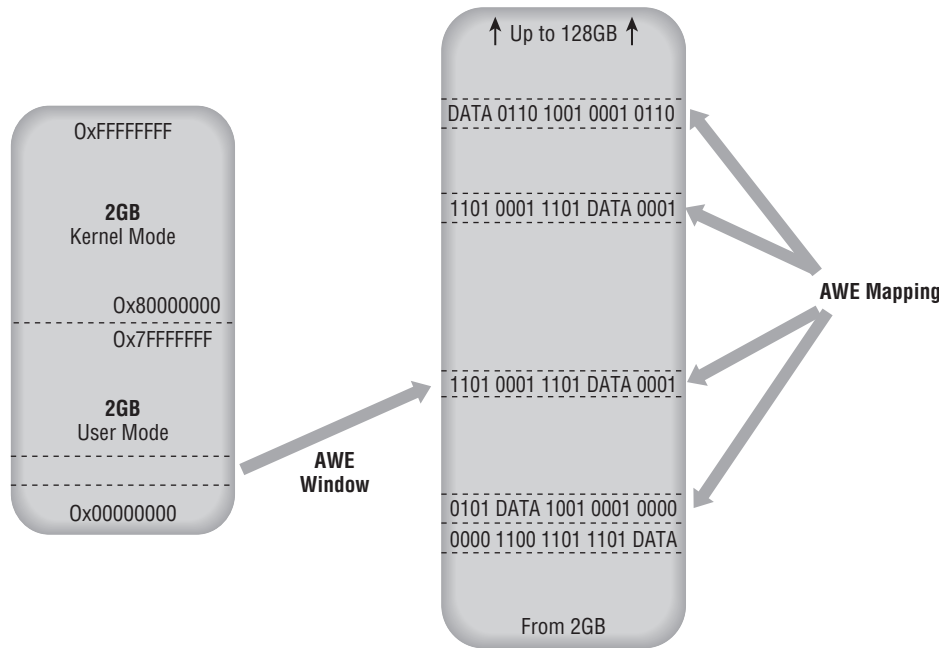 Up to 128GB
DATA 0110 1001 0001 0110
0xFFFFFFFF
2GB
Kernel Mode
1101 0001 1101 DATA 0001
0x80000000
0x7FFFFFFF
AWE Mapping
1101 0001 1101 DATA 0001
2GB
User Mode
AWE
Window
0x00000000
0101 DATA 1001 0001 0000
0000 1100 1101 1101 DATA
From 2GB